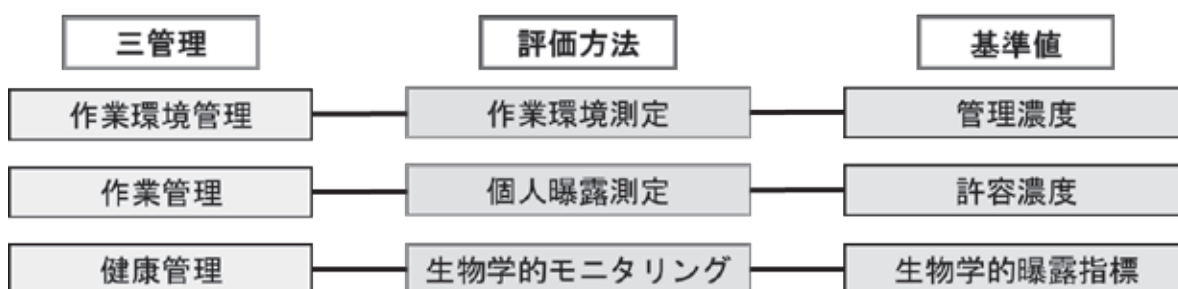 三管理 評価方法 基準値
作業環境管理 作業環境測定 管理濃度
作業管理 個人曝露測定 許容濃度
健康管理 生物学的モニタリング 生物学的曝露指標